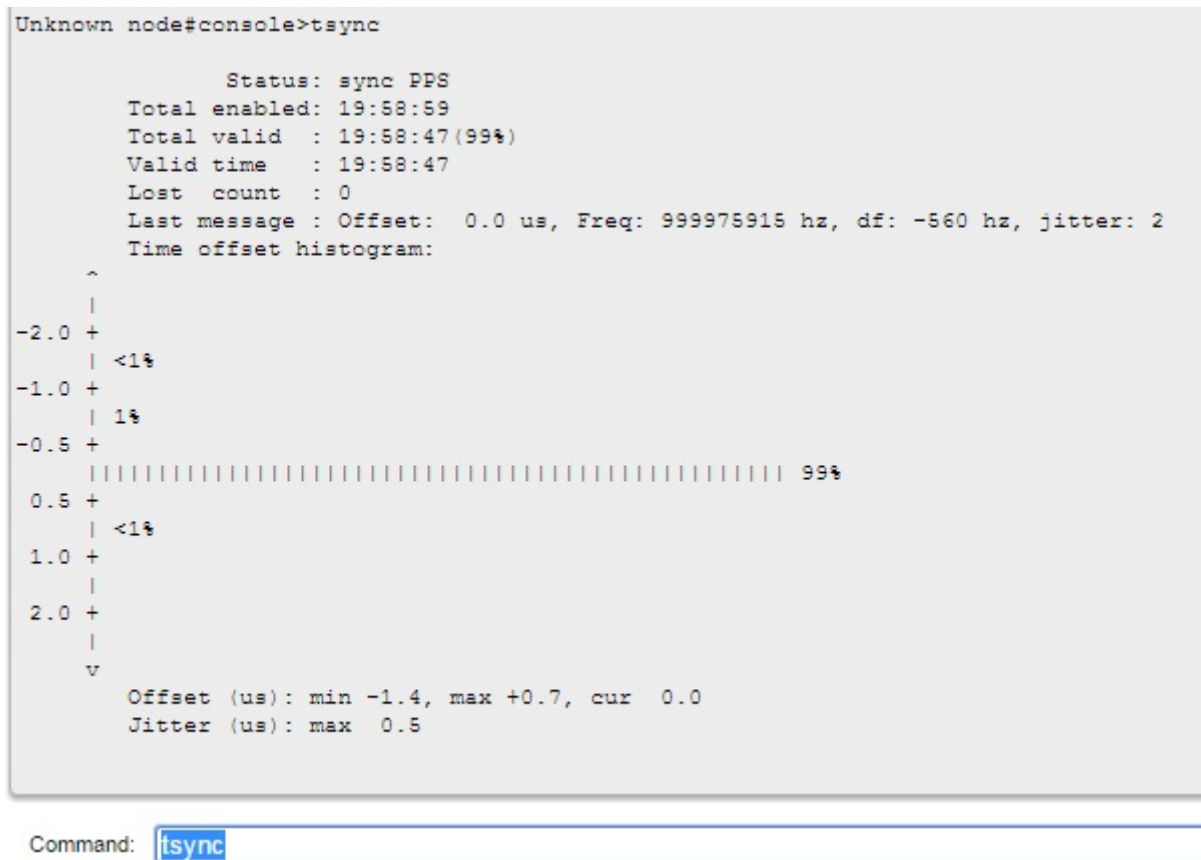 Unknown node#console>tsync
Status: sync PPS
Total enabled: 19:58:59
Total valid  : 19:58:47(99%)
Valid time   : 19:58:47
Lost  count  : 0
Last message : Offset:  0.0 us, Freq: 999975915 hz, df: -560 hz, jitter: 2
Time offset histogram:
^
|
-2.0 +
| <1%
-1.0 +
| 1%
-0.5 +
|||||||||||||||||||||||||||||||||||||||||||||||||| 99%
0.5 +
| <1%
1.0 +
|
2.0 +
|
v
Offset (us): min -1.4, max +0.7, cur  0.0
Jitter (us): max  0.5
Command: tsync